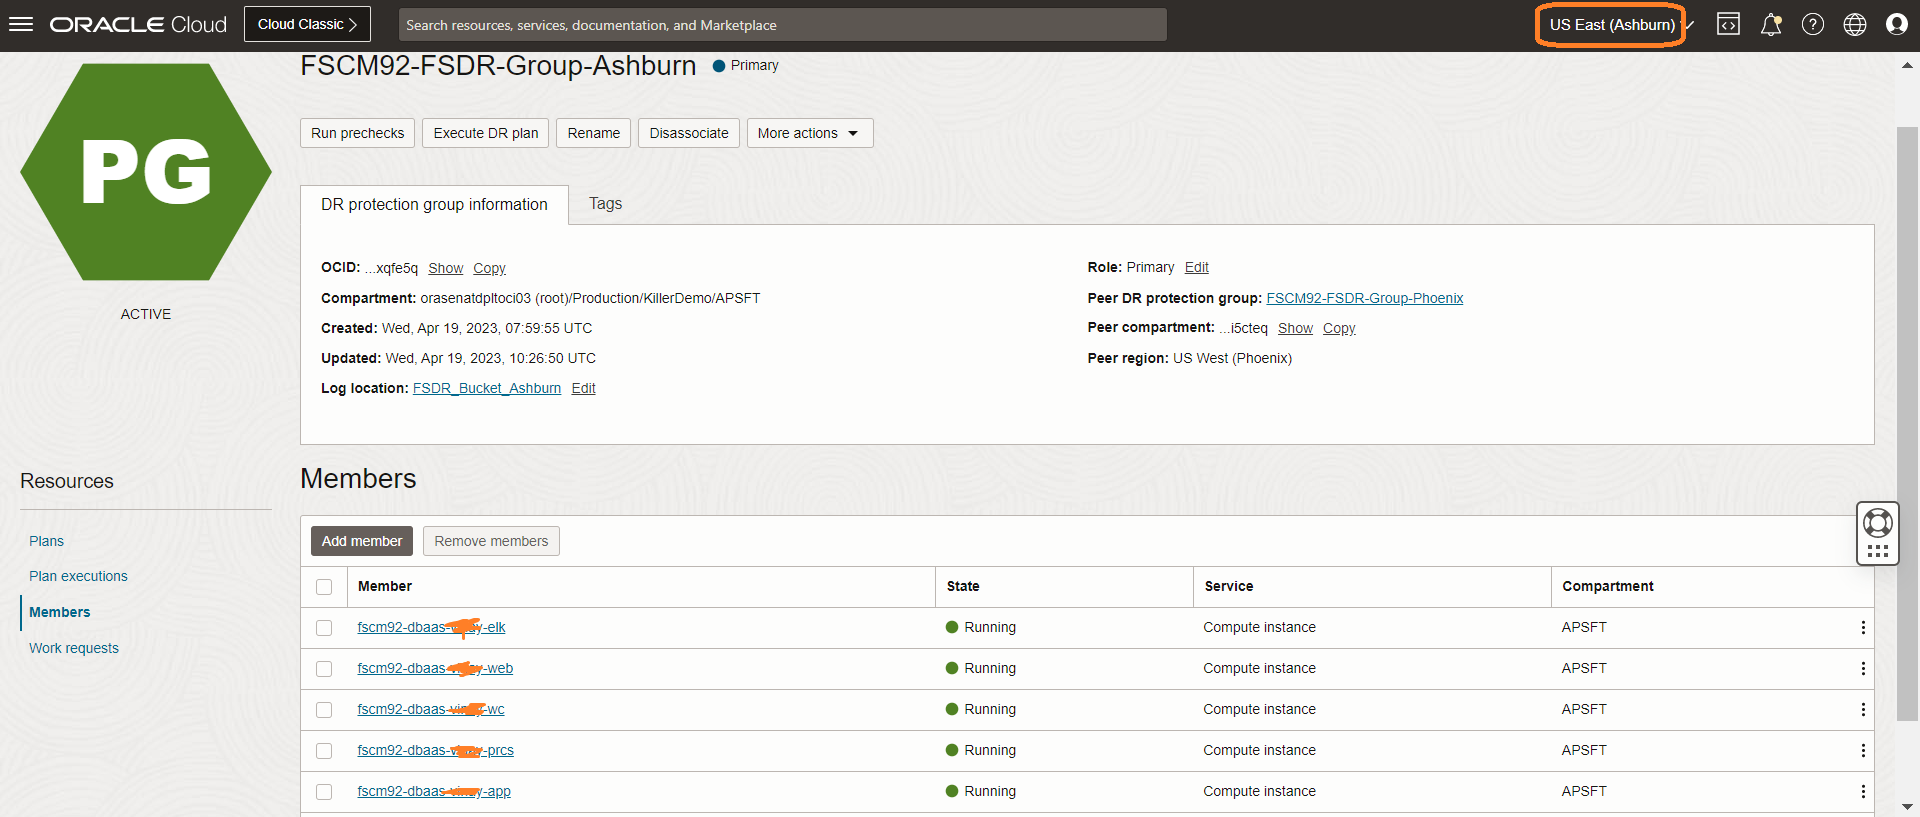 ORACLE Cloud Cloud Classic Search resources, services, documentation, and Marketplace US East (Ashburn)
FSCM92-FSDR-Group-Ashburn Primary
PG
ACTIVE
Run prechecks Execute DR plan Rename Disassociate More actions
DR protection group information Tags
OCID: ...xqfe5q Show Copy
Compartment: orasenatdpltoci03 (root)/Production/KillerDemo/APSFT
Created: Wed, Apr 19, 2023, 07:59:55 UTC
Updated: Wed, Apr 19, 2023, 10:26:50 UTC
Log location: FSDR_Bucket_Ashburn Edit
Role: Primary Edit
Peer DR protection group: FSCM92-FSDR-Group-Phoenix
Peer compartment: ...i5cteq Show Copy
Peer region: US West (Phoenix)
Resources
Plans
Plan executions
Members
Work requests
Members
Add member Remove members
Member State Service Compartment
fscm92-dbaas- -elk Running Compute instance APSFT
fscm92-dbaas- -web Running Compute instance APSFT
fscm92-dbaas- -wc Running Compute instance APSFT
fscm92-dbaas- -prcs Running Compute instance APSFT
fscm92-dbaas- -app Running Compute instance APSFT